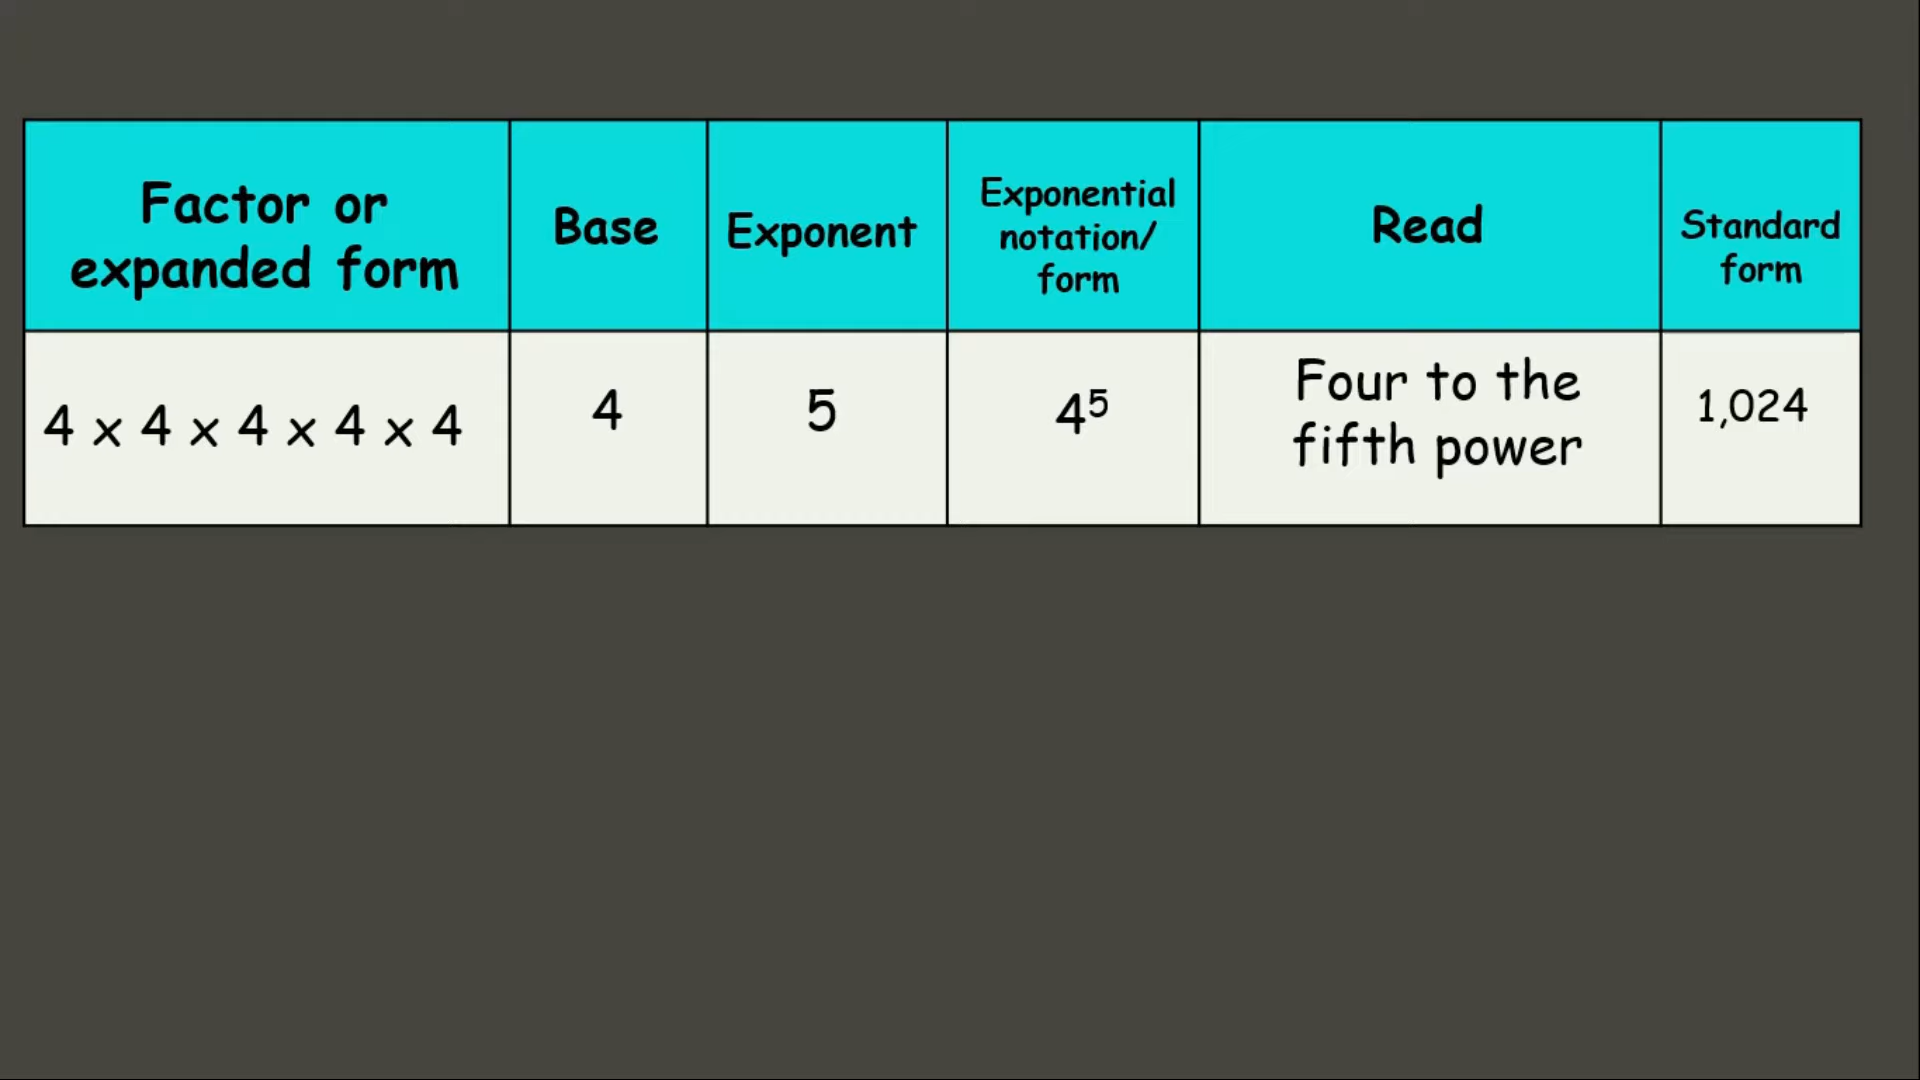 Factor or
expanded form
Base
Exponent
Exponential
notation/
form
Read
Standard
form
4 x 4 x 4 x 4 x 4
4
5
4⁵
Four to the
fifth power
1,024